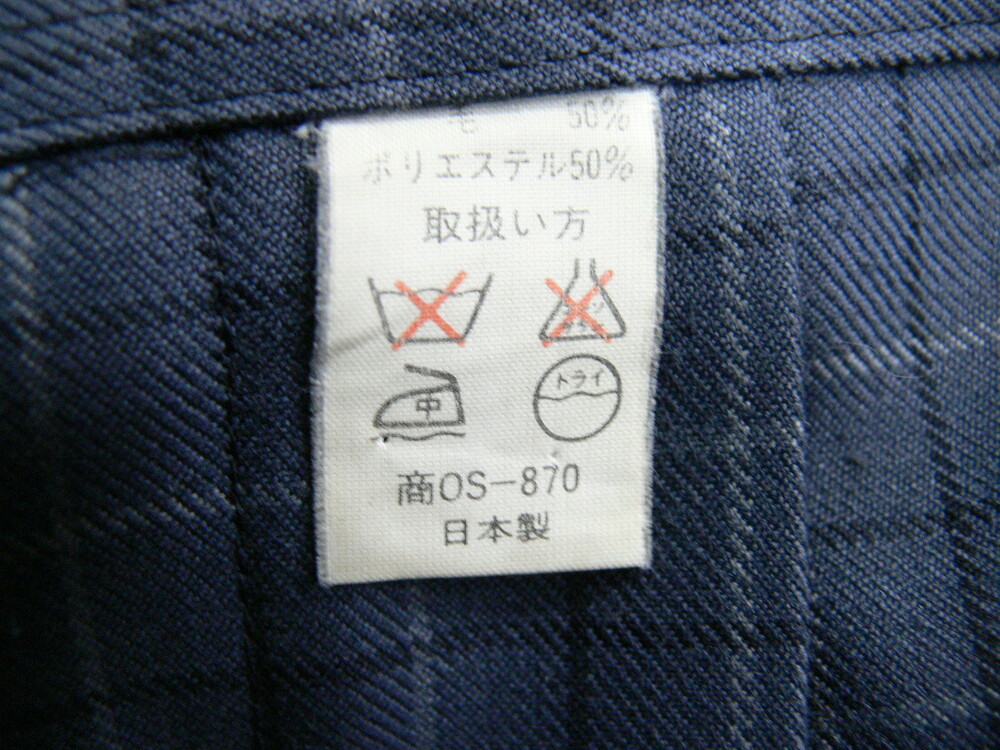 毛 50%
ポリエステル50%
取扱い方
中
ドライ
商OS-870
日本製